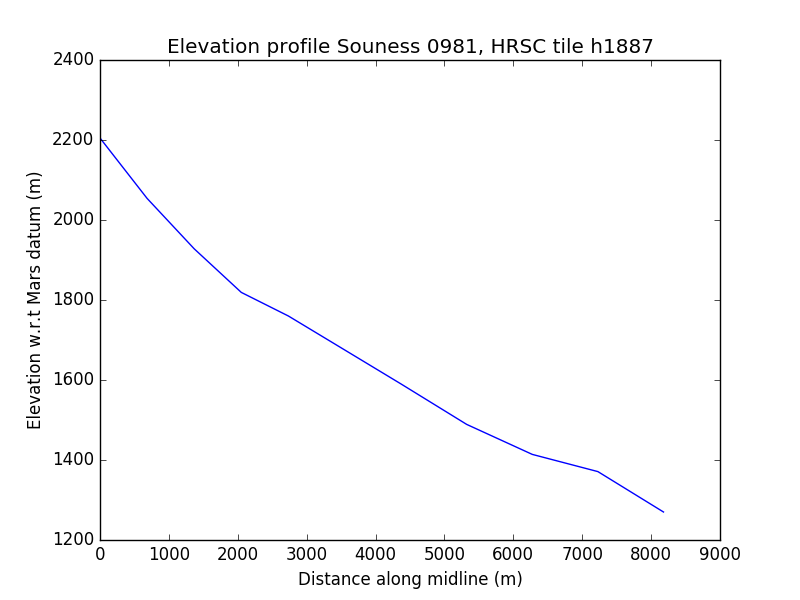 Elevation profile Souness 0981, HRSC tile h1887
2400
2200
2000
1800
1600
1400
1200
Elevation w.r.t Mars datum (m)
0 1000 2000 3000 4000 5000 6000 7000 8000 9000
Distance along midline (m)